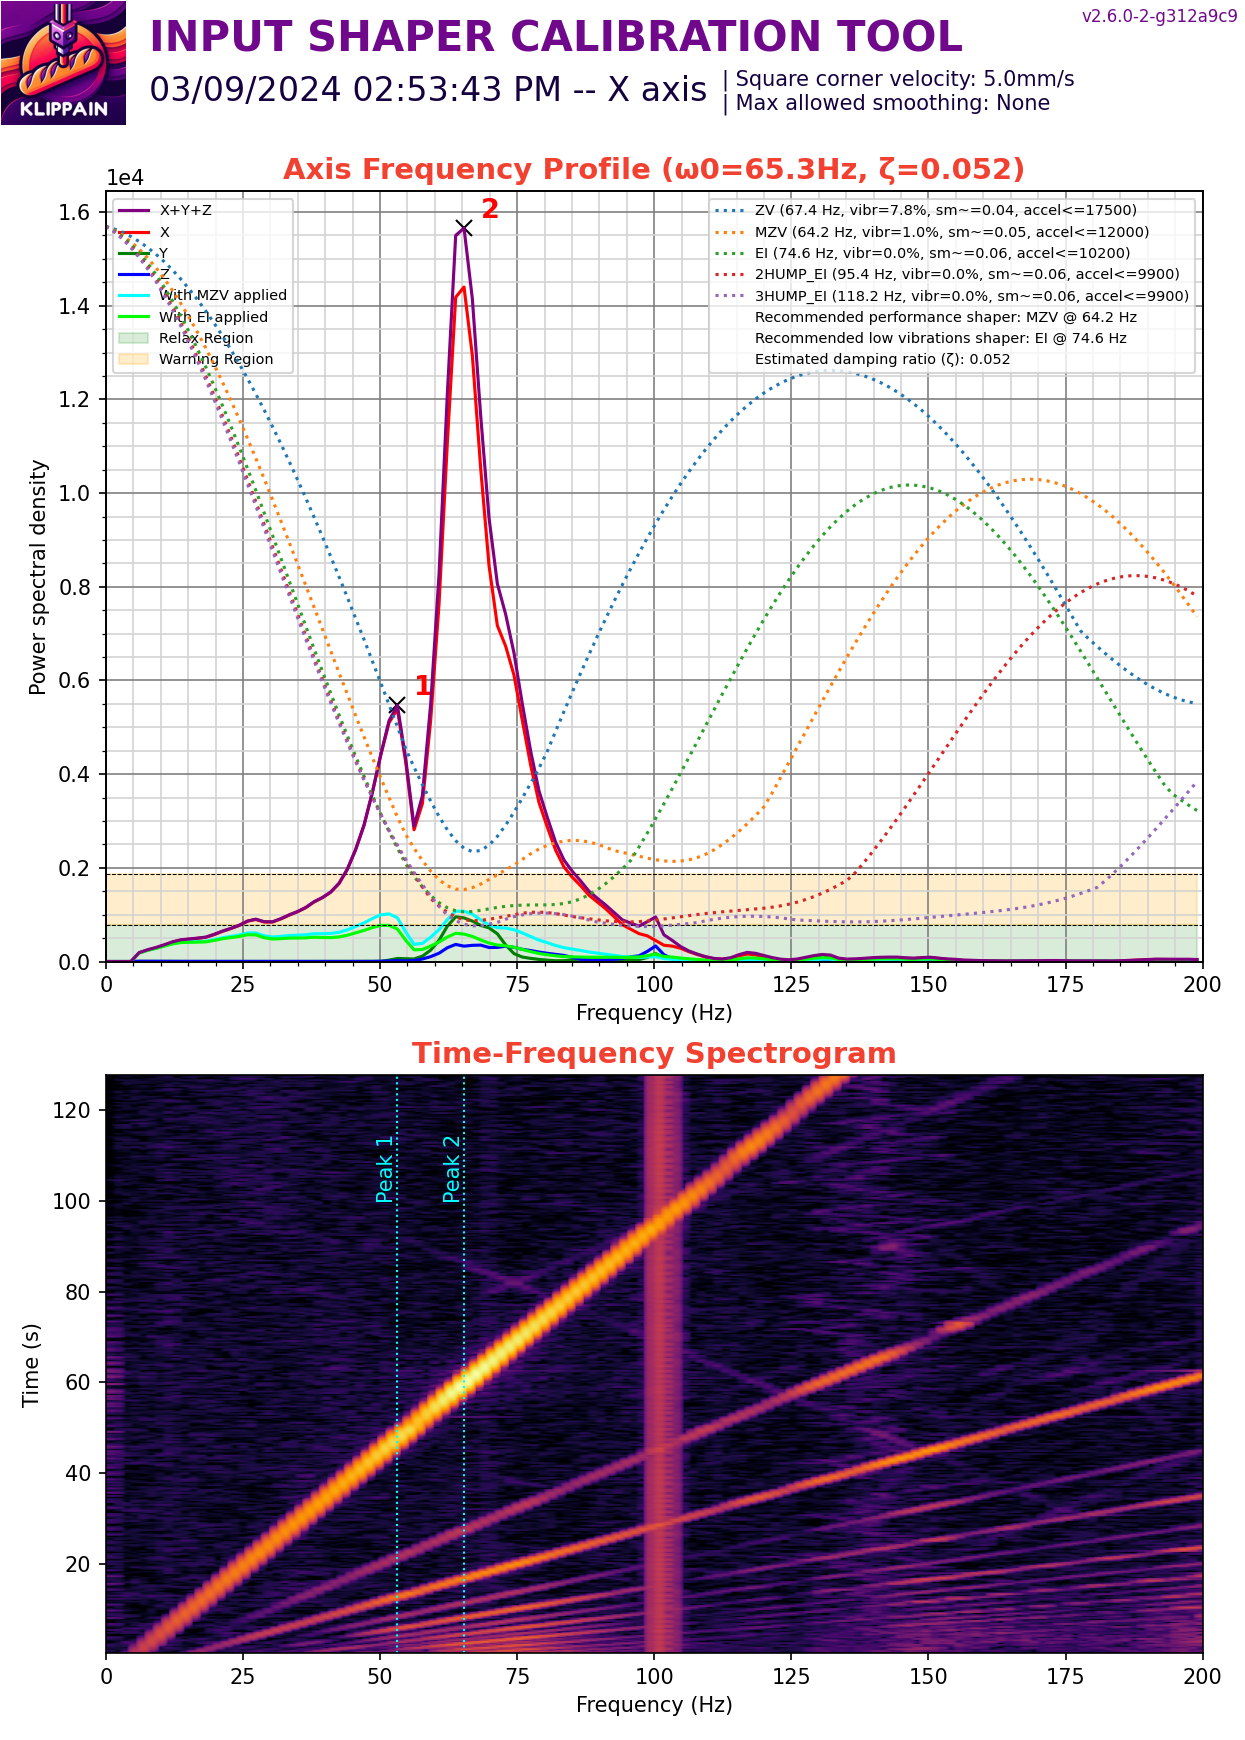 v2.6.0-2-g312a9c9
INPUT SHAPER CALIBRATION TOOL
03/09/2024 02:53:43 PM -- X axis
| Square corner velocity: 5.0mm/s
| Max allowed smoothing: None
KLIPPAIN
Axis Frequency Profile (ω0=65.3Hz, ζ=0.052)
1e4
X+Y+Z
X
Y
Z
With MZV applied
With EI applied
Relax Region
Warning Region
ZV (67.4 Hz, vibr=7.8%, sm~=0.04, accel<=17500)
MZV (64.2 Hz, vibr=1.0%, sm~=0.05, accel<=12000)
EI (74.6 Hz, vibr=0.0%, sm~=0.06, accel<=10200)
2HUMP_EI (95.4 Hz, vibr=0.0%, sm~=0.06, accel<=9900)
3HUMP_EI (118.2 Hz, vibr=0.0%, sm~=0.06, accel<=9900)
Recommended performance shaper: MZV @ 64.2 Hz
Recommended low vibrations shaper: EI @ 74.6 Hz
Estimated damping ratio (ζ): 0.052
2
1
Power spectral density
1.6
1.4
1.2
1.0
0.8
0.6
0.4
0.2
0.0
0 25 50 75 100 125 150 175 200
Frequency (Hz)
Time-Frequency Spectrogram
Peak 1
Peak 2
Time (s)
120
100
80
60
40
20
0 25 50 75 100 125 150 175 200
Frequency (Hz)